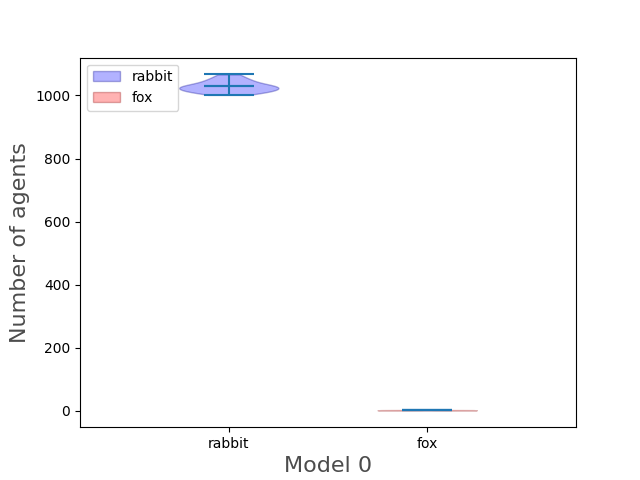 rabbit
fox
1000
800
600
400
200
0
Number of agents
rabbit fox
Model 0